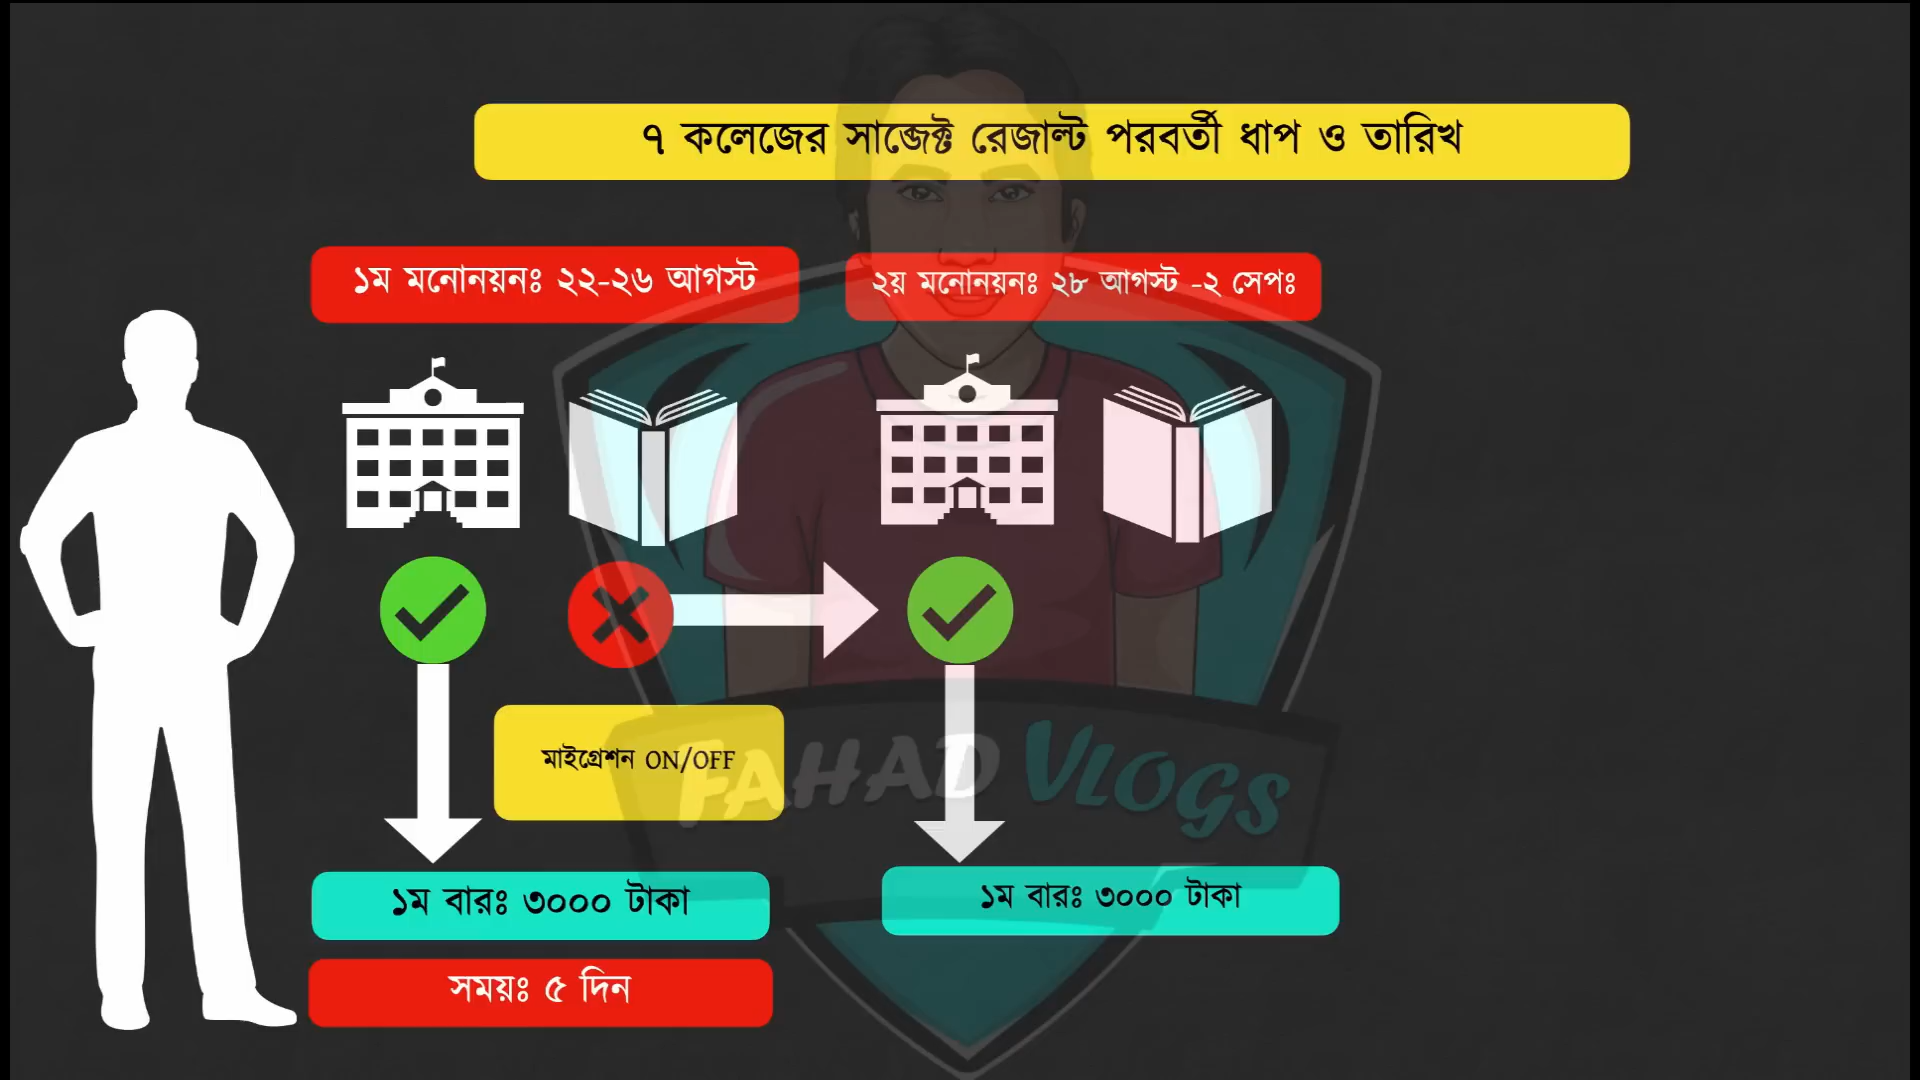 ৭ কলেজের সাব্জেক্ট রেজাল্ট পরবর্তী ধাপ ও তারিখ
১ম মনোনয়নঃ ২২-২৬ আগস্ট
২য় মনোনয়নঃ ২৮ আগস্ট -২ সেপঃ
মাইগ্রেশন ON/OFF
FAHAD VLOGS
১ম বারঃ ৩০০০ টাকা
১ম বারঃ ৩০০০ টাকা
সময়ঃ ৫ দিন